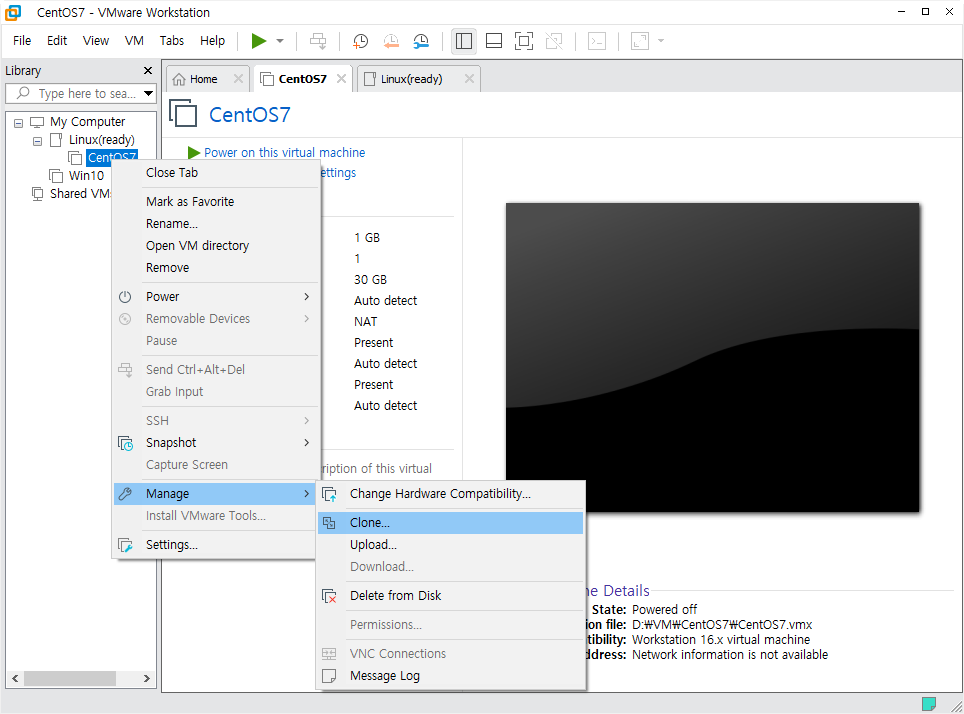 CentOS7 - VMware Workstation
File Edit View VM Tabs Help
Library
Type here to sea...
My Computer
Linux(ready)
CentOS7
Win10
Shared VMs
Home
CentOS7
Linux(ready)
CentOS7
Power on this virtual machine
ettings
1 GB
1
30 GB
Auto detect
NAT
Present
Auto detect
Present
Auto detect
ription of this virtual
Close Tab
Mark as Favorite
Rename...
Open VM directory
Remove
Power
Removable Devices
Pause
Send Ctrl+Alt+Del
Grab Input
SSH
Snapshot
Capture Screen
Manage
Install VMware Tools...
Settings...
Change Hardware Compatibility...
Clone...
Upload...
Download...
Delete from Disk
Permissions...
VNC Connections
Message Log
ne Details
State: Powered off
ion file: D:₩VM₩CentOS7₩CentOS7.vmx
tibility: Workstation 16.x virtual machine
ddress: Network information is not available